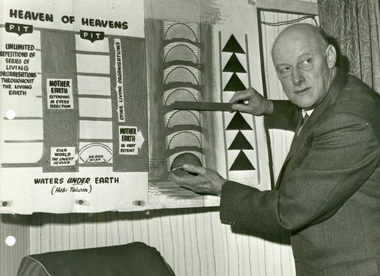 HEAVEN OF HEAVENS
PIT
PIT
UNLIMITED
REPETITIONS OF
SERIES OF
LIVING
ORGANISATIONS
THROUGHOUT
THE LIVING
EARTH
MOTHER
EARTH
EXTENDING
IN EVERY
DIRECTION
OTHER LIVING ORGANISATIONS
MOTHER
EARTH
IN VAST
EXTENT
OUR
WORLD
MILES
WATERS UNDER EARTH
(Heb: Tehom)